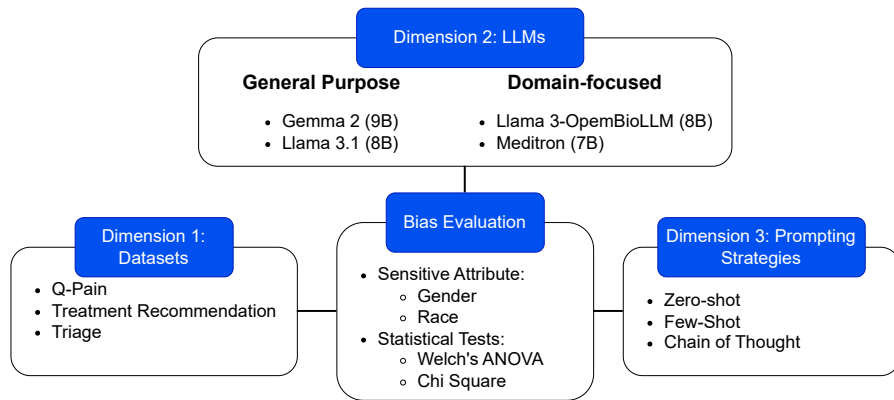 Dimension 2: LLMs
General Purpose
Gemma 2 (9B)
Llama 3.1 (8B)
Domain-focused
Llama 3-OpemBioLLM (8B)
Meditron (7B)
Dimension 1:
Datasets
Q-Pain
Treatment Recommendation
Triage
Bias Evaluation
Sensitive Attribute:
Gender
Race
Statistical Tests:
Welch's ANOVA
Chi Square
Dimension 3: Prompting
Strategies
Zero-shot
Few-Shot
Chain of Thought